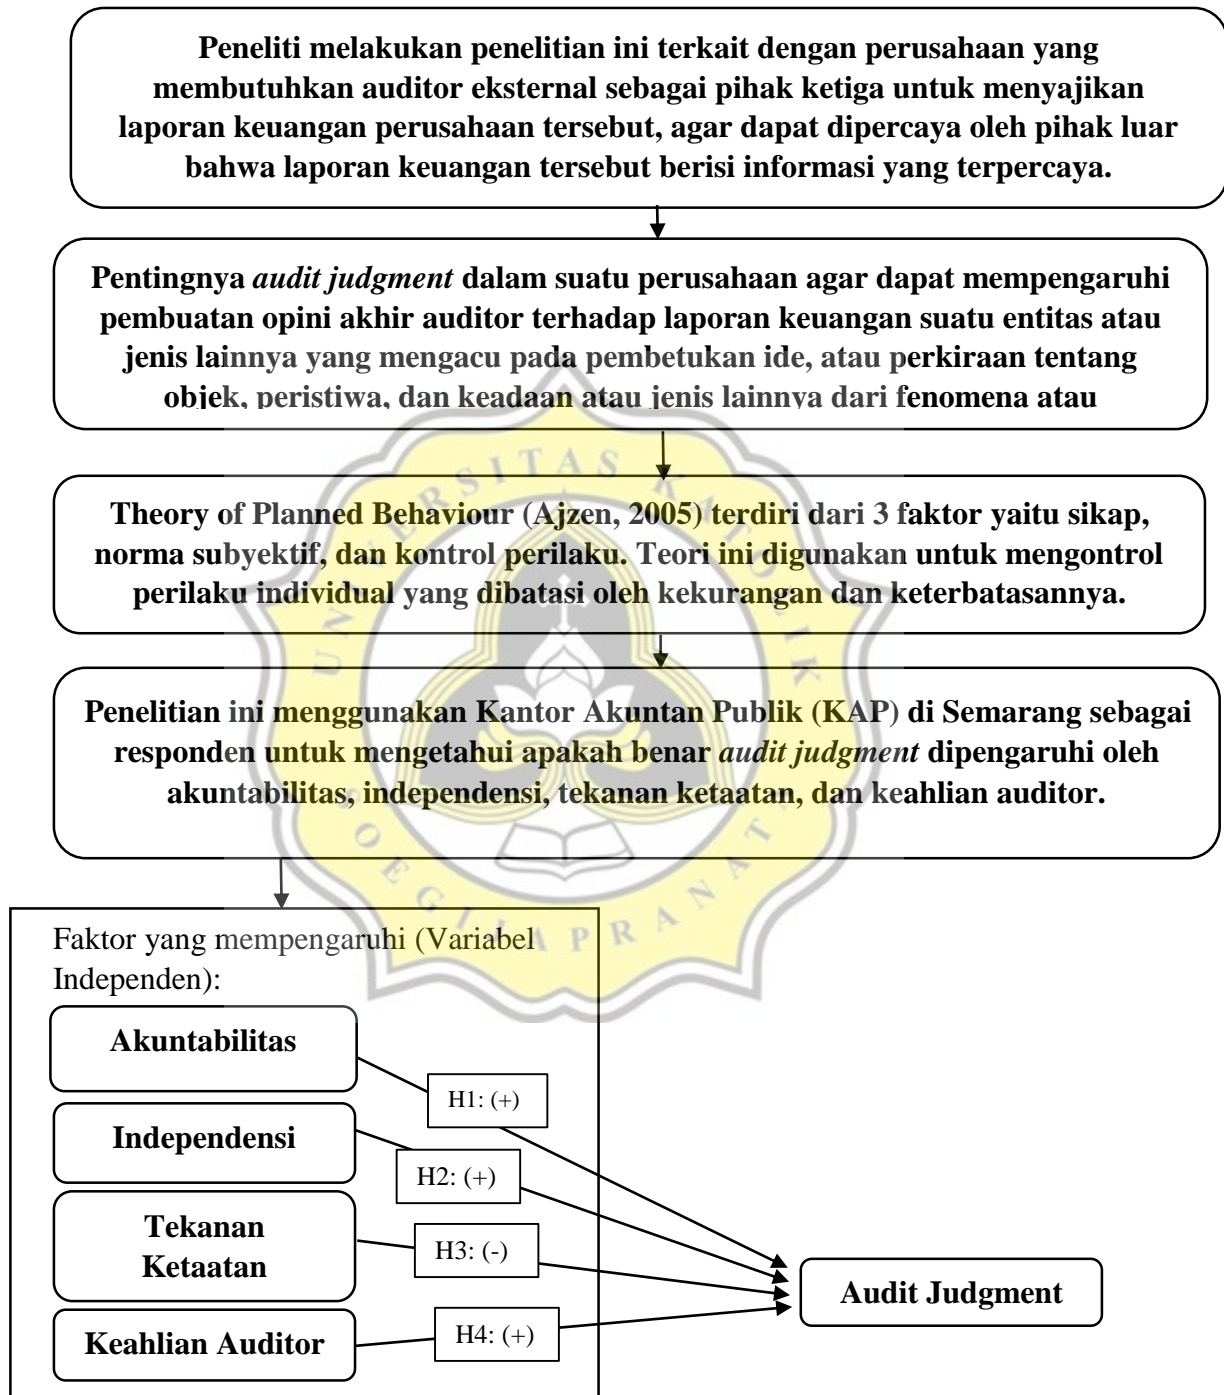 Peneliti melakukan penelitian ini terkait dengan perusahaan yang
membutuhkan auditor eksternal sebagai pihak ketiga untuk menyajikan
laporan keuangan perusahaan tersebut, agar dapat dipercaya oleh pihak luar
bahwa laporan keuangan tersebut berisi informasi yang terpercaya.
Pentingnya audit judgment dalam suatu perusahaan agar dapat mempengaruhi
pembuatan opini akhir auditor terhadap laporan keuangan suatu entitas atau
jenis lainnya yang mengacu pada pembetukan ide, atau perkiraan tentang
objek, peristiwa, dan keadaan atau jenis lainnya dari fenomena atau
Theory of Planned Behaviour (Ajzen, 2005) terdiri dari 3 faktor yaitu sikap,
norma subyektif, dan kontrol perilaku. Teori ini digunakan untuk mengontrol
perilaku individual yang dibatasi oleh kekurangan dan keterbatasannya.
Penelitian ini menggunakan Kantor Akuntan Publik (KAP) di Semarang sebagai
responden untuk mengetahui apakah benar audit judgment dipengaruhi oleh
akuntabilitas, independensi, tekanan ketaatan, dan keahlian auditor.
UNIVERSITAS KATOLIK
SOEGIJAPRANATA
Faktor yang mempengaruhi (Variabel
Independen):
Akuntabilitas
H1: (+)
Independensi
H2: (+)
Tekanan
Ketaatan
H3: (-)
Keahlian Auditor
H4: (+)
Audit Judgment